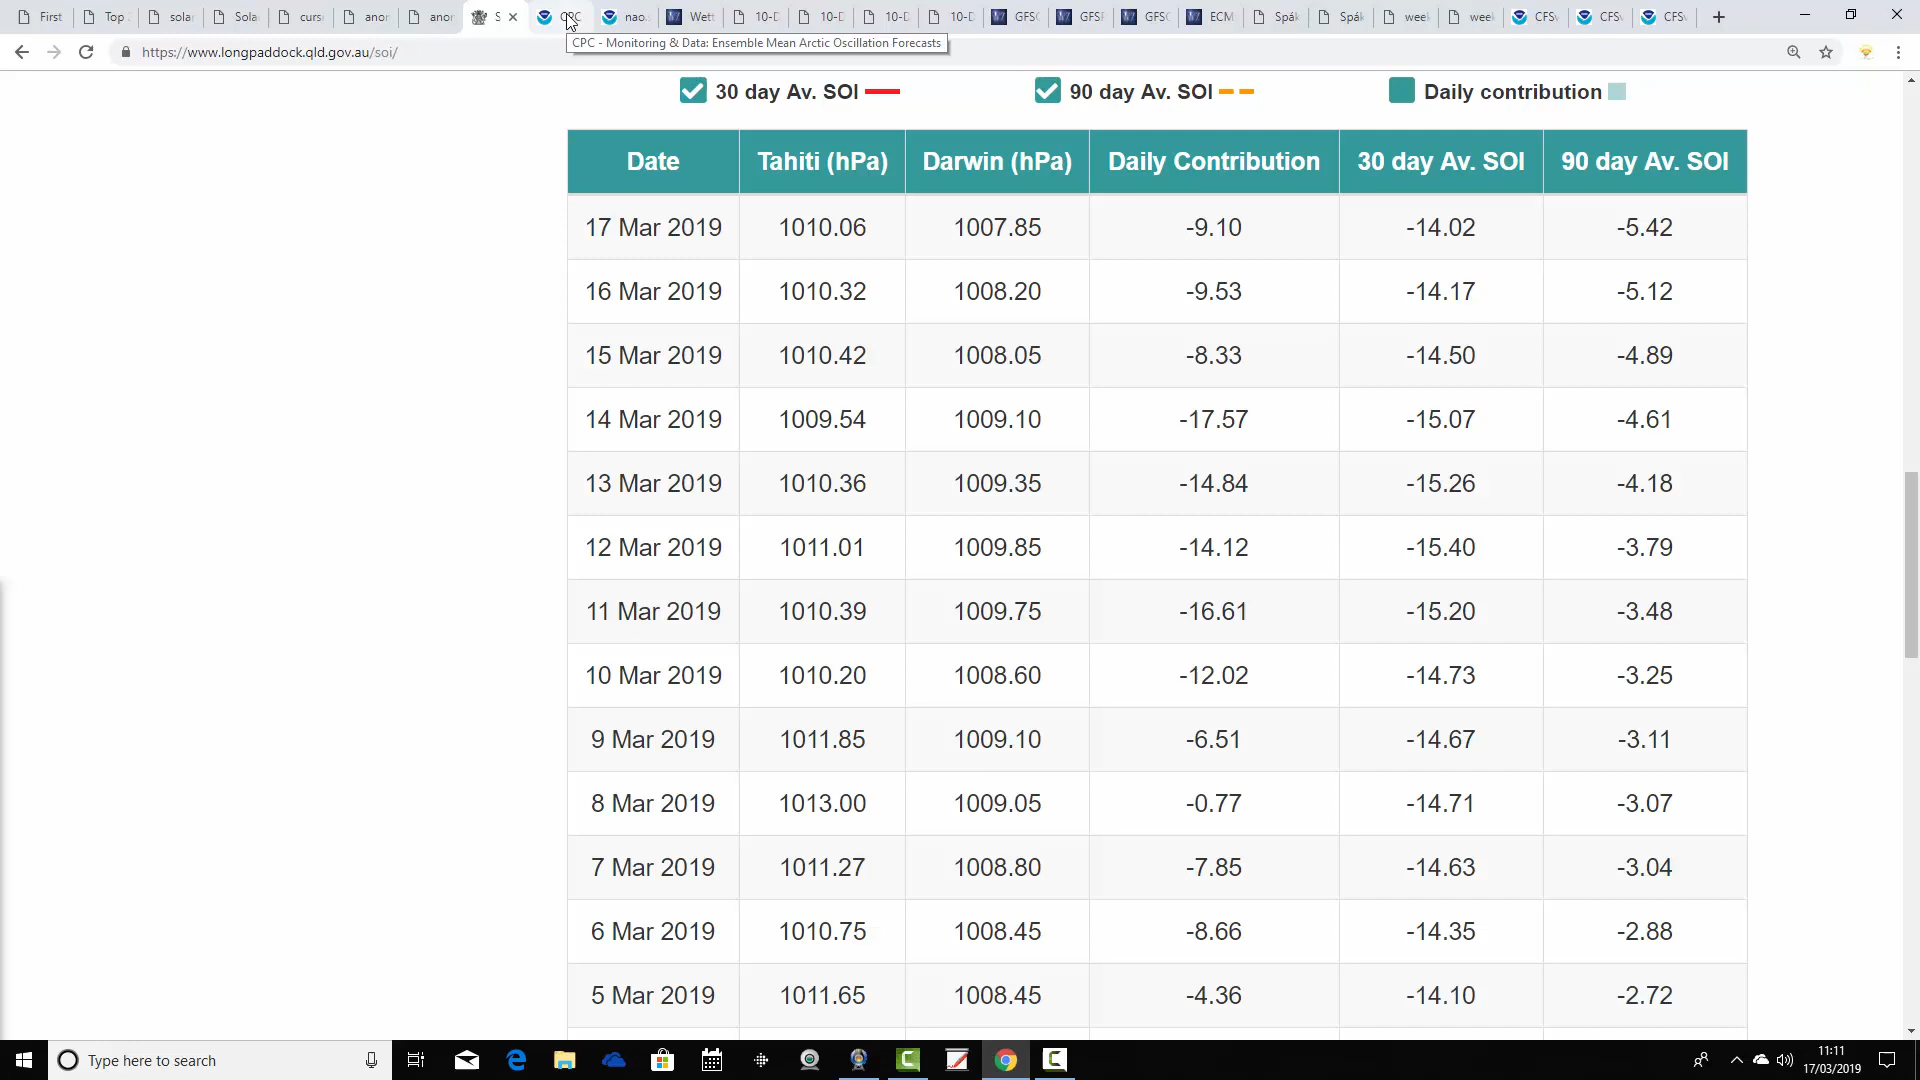 First
Top
solar
Sola
curs
anor
anor
S
CPC
nao.
Wett
10-D
10-D
10-D
10-D
GFS
GFS
GFS
ECM
Spá
Spá
weel
weel
CFSv
CFSv
CFSv
https://www.longpaddock.qld.gov.au/soi/
CPC - Monitoring & Data: Ensemble Mean Arctic Oscillation Forecasts
30 day Av. SOI 90 day Av. SOI Daily contribution
Date Tahiti (hPa) Darwin (hPa) Daily Contribution 30 day Av. SOI 90 day Av. SOI
17 Mar 2019 1010.06 1007.85 -9.10 -14.02 -5.42
16 Mar 2019 1010.32 1008.20 -9.53 -14.17 -5.12
15 Mar 2019 1010.42 1008.05 -8.33 -14.50 -4.89
14 Mar 2019 1009.54 1009.10 -17.57 -15.07 -4.61
13 Mar 2019 1010.36 1009.35 -14.84 -15.26 -4.18
12 Mar 2019 1011.01 1009.85 -14.12 -15.40 -3.79
11 Mar 2019 1010.39 1009.75 -16.61 -15.20 -3.48
10 Mar 2019 1010.20 1008.60 -12.02 -14.73 -3.25
9 Mar 2019 1011.85 1009.10 -6.51 -14.67 -3.11
8 Mar 2019 1013.00 1009.05 -0.77 -14.71 -3.07
7 Mar 2019 1011.27 1008.80 -7.85 -14.63 -3.04
6 Mar 2019 1010.75 1008.45 -8.66 -14.35 -2.88
5 Mar 2019 1011.65 1008.45 -4.36 -14.10 -2.72
Type here to search
11:11
17/03/2019